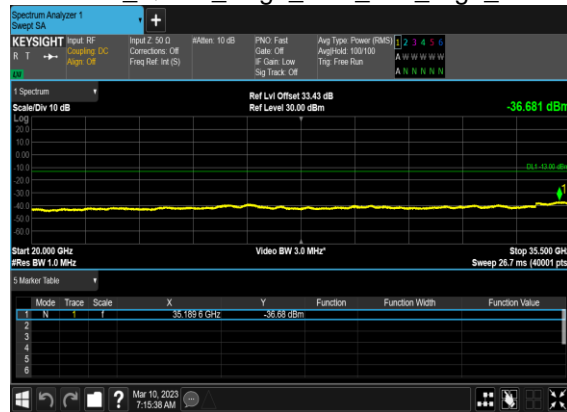 Spectrum Analyzer 1
Swept SA
+
KEYSIGHT Input: RF Input Z: 50 Ω #Atten: 10 dB PNO: Fast Avg Type: Power (RMS) 1 2 3 4 5 6
R T Coupling: DC Corrections: Off Gate: Off Avg|Hold: 100/100 A W W W W W
Align: Off Freq Ref: Int (S) IF Gain: Low Trig: Free Run
LW Sig Track: Off A N N N N N
1 Spectrum
Ref Lvl Offset 33.43 dB
Scale/Div 10 dB Ref Level 30.00 dBm -36.681 dBm
Log
20.0
10.0
0.00
-10.0
DL1 -13.00 dBm
-20.0
-30.0
1
-40.0
-50.0
-60.0
Start 20.000 GHz Video BW 3.0 MHz* Stop 35.500 GHz
#Res BW 1.0 MHz Sweep 26.7 ms (40001 pts)
5 Marker Table
Mode Trace Scale X Y Function Function Width Function Value
1 N 1 f 35.189 6 GHz -36.68 dBm
2
3
4
5
6
? Mar 10, 2023
7:15:38 AM